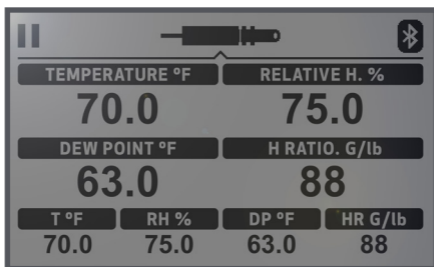 TEMPERATURE °F RELATIVE H. %
70.0 75.0
DEW POINT °F H RATIO. G/lb
63.0 88
T °F RH % DP °F HR G/lb
70.0 75.0 63.0 88